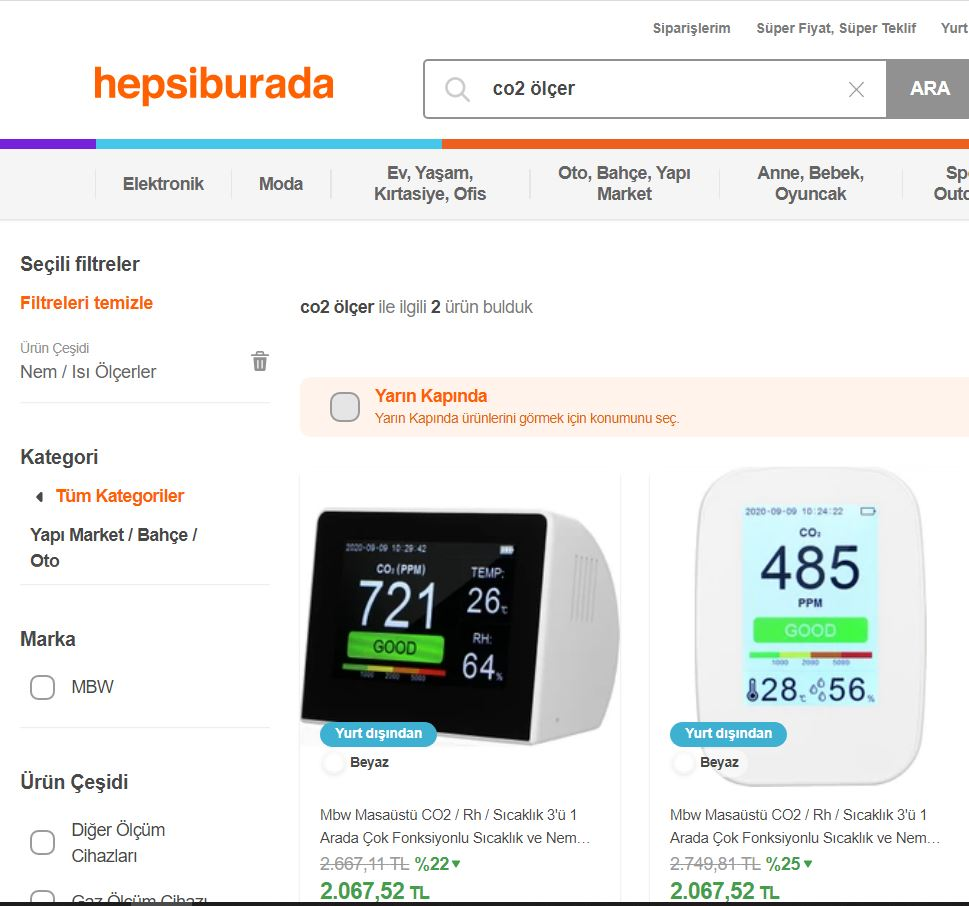 Siparişlerim Süper Fiyat, Süper Teklif Yurt
hepsiburada
co2 ölçer
ARA
Elektronik
Moda
Ev, Yaşam,
Kırtasiye, Ofis
Oto, Bahçe, Yapı
Market
Anne, Bebek,
Oyuncak
Spo
Outd
Seçili filtreler
Filtreleri temizle
Ürün Çeşidi
Nem / Isı Ölçerler
Kategori
Tüm Kategoriler
Yapı Market / Bahçe /
Oto
Marka
MBW
Ürün Çeşidi
Diğer Ölçüm
Cihazları
Gaz Ölçüm Cihazı
co2 ölçer ile ilgili 2 ürün bulduk
Yarın Kapında
Yarın Kapında ürünlerini görmek için konumunu seç.
2020-09-09 10:29:42
CO₂ (PPM)
721
GOOD
1000 2000 5000
TEMP:
26℃
RH:
64%
Yurt dışından
Beyaz
Mbw Masaüstü CO2 / Rh / Sıcaklık 3'ü 1
Arada Çok Fonksiyonlu Sıcaklık ve Nem…
2.667,11 TL %22
2.067,52 TL
2020-09-09 10:24:22
CO₂
485
PPM
GOOD
1000 2000 5000
28℃ 56%
Yurt dışından
Beyaz
Mbw Masaüstü CO2 / Rh / Sıcaklık 3'ü 1
Arada Çok Fonksiyonlu Sıcaklık ve Nem…
2.749,81 TL %25
2.067,52 TL